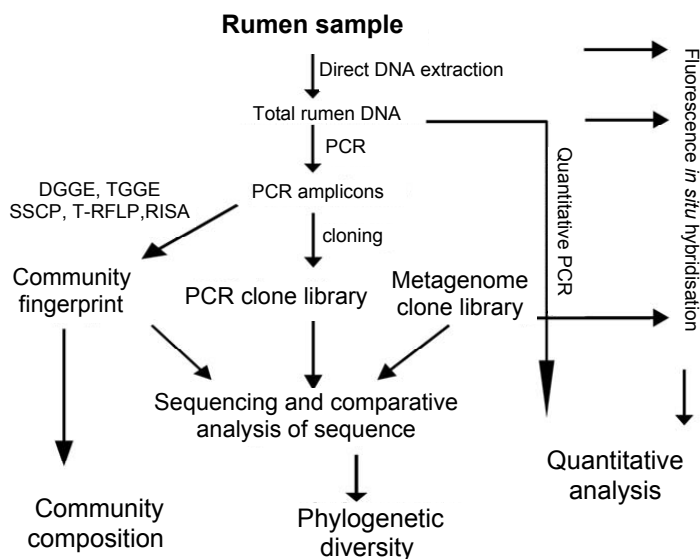 Rumen sample
Direct DNA extraction
Total rumen DNA
PCR
DGGE, TGGE
SSCP, T-RFLP,RISA
PCR amplicons
cloning
Community
fingerprint
PCR clone library
Metagenome
clone library
Quantitative PCR
Fluorescence in situ hybridisation
Sequencing and comparative
analysis of sequence
Quantitative
analysis
Community
composition
Phylogenetic
diversity